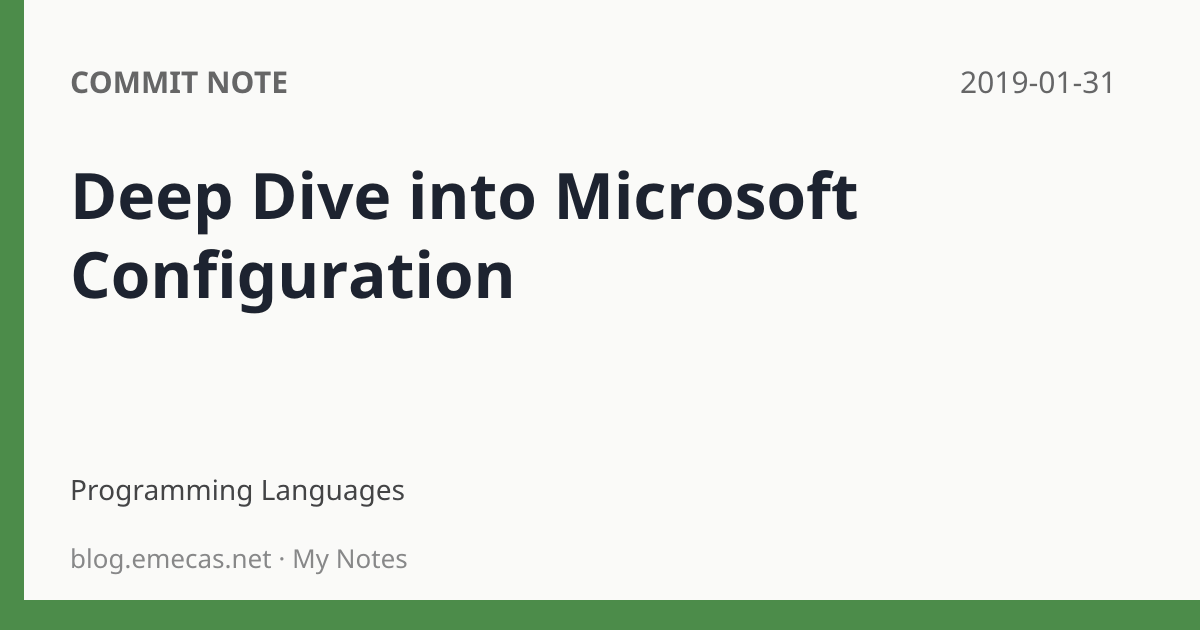 COMMIT NOTE
2019-01-31
Deep Dive into Microsoft
Configuration
Programming Languages
blog.emecas.net · My Notes